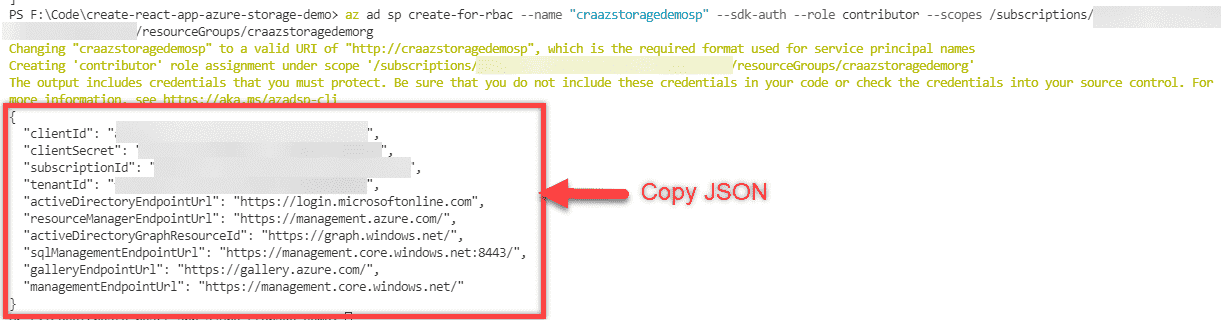 ]
PS F:\Code\create-react-app-azure-storage-demo> az ad sp create-for-rbac --name "craazstoragedemosp" --sdk-auth --role contributor --scopes /subscriptions/
/resourceGroups/craazstoragedemorg
Changing "craazstoragedemosp" to a valid URI of "http://craazstoragedemosp", which is the required format used for service principal names
Creating 'contributor' role assignment under scope '/subscriptions/ /resourceGroups/craazstoragedemorg'
The output includes credentials that you must protect. Be sure that you do not include these credentials in your code or check the credentials into your source control. For
more information, see https://aka.ms/azadsp-cli
{
"clientId": " ",
"clientSecret": " ",
"subscriptionId": " ",
"tenantId": " ",
"activeDirectoryEndpointUrl": "https://login.microsoftonline.com",
"resourceManagerEndpointUrl": "https://management.azure.com/",
"activeDirectoryGraphResourceId": "https://graph.windows.net/",
"sqlManagementEndpointUrl": "https://management.core.windows.net:8443/",
"galleryEndpointUrl": "https://gallery.azure.com/",
"managementEndpointUrl": "https://management.core.windows.net/"
}
Copy JSON